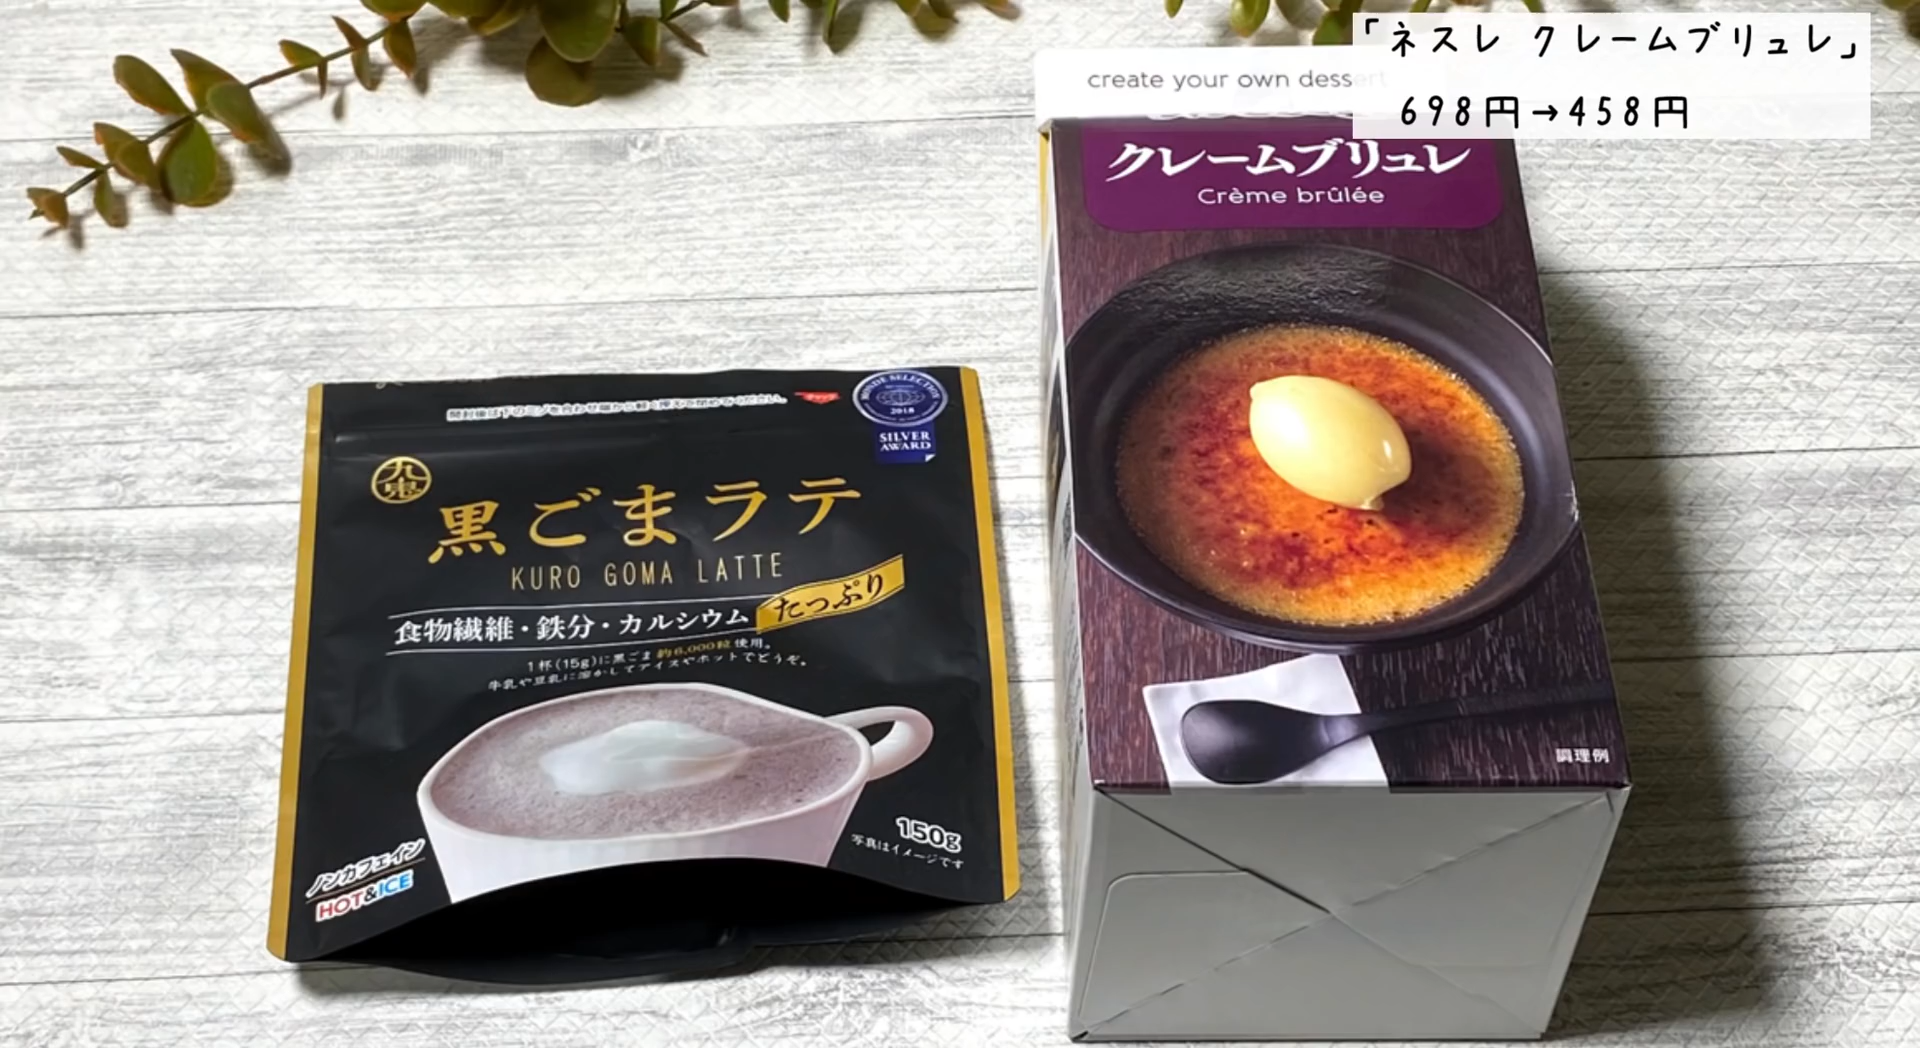 「ネスレ クレームブリュレ」
698円→458円
create your own dessert
クレームブリュレ
Crème brûlée
調理例
MONDE SELECTION
2018
SILVER
AWARD
九鬼
黒ごまラテ
KURO GOMA LATTE
食物繊維・鉄分・カルシウム たっぷり
1杯(15g)に黒ごま約6,000粒使用。
牛乳や豆乳に溶かしてアイスやホットでどうぞ。
150g
写真はイメージです
ノンカフェイン
HOT&ICE